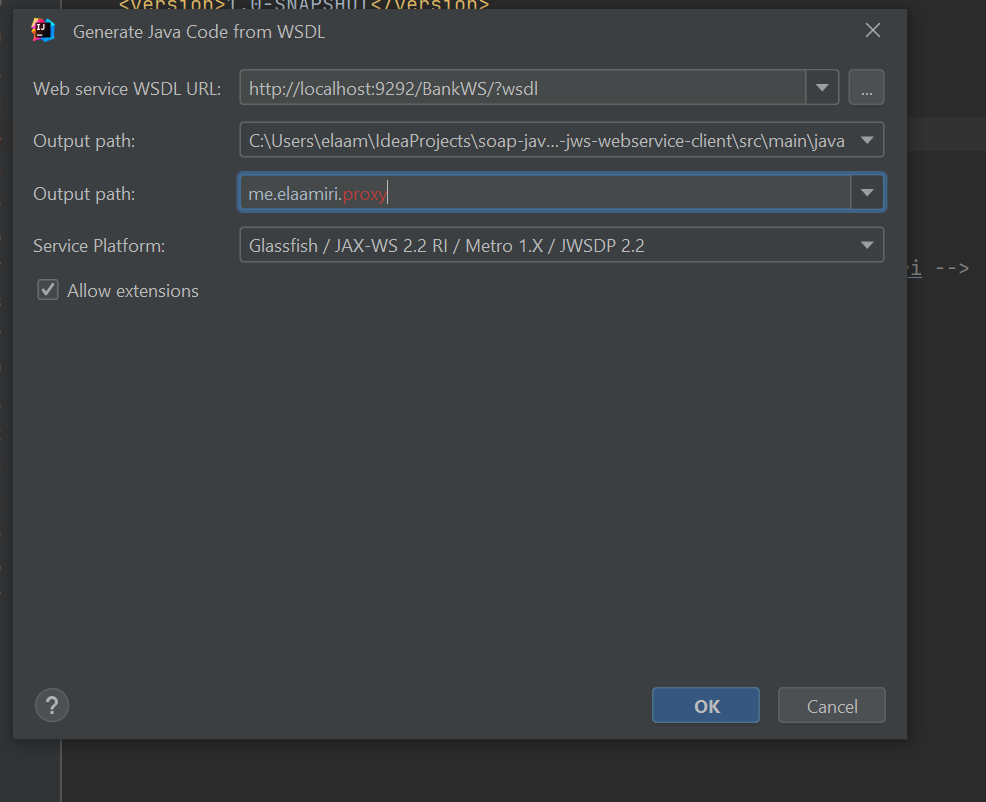 <version>1.0-SNAPSHOT</version>
IJ
Generate Java Code from WSDL
Web service WSDL URL: http://localhost:9292/BankWS/?wsdl ...
Output path: C:\Users\elaam\IdeaProjects\soap-jav...-jws-webservice-client\src\main\java
Output path: me.elaamiri.proxy
Service Platform: Glassfish / JAX-WS 2.2 RI / Metro 1.X / JWSDP 2.2
i -->
Allow extensions
? OK Cancel